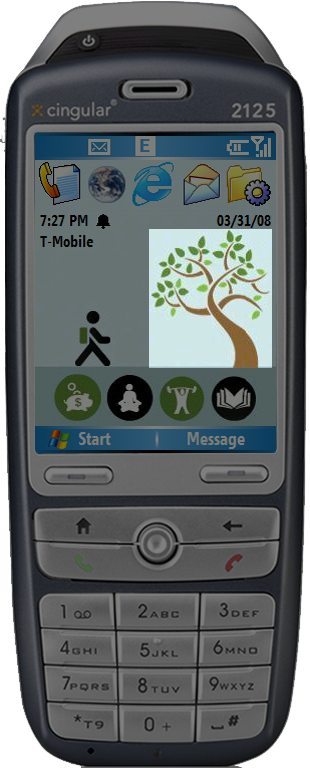 cingular®
2125
E
7:27 PM
03/31/08
T-Mobile
$
Start
Message
1
2ABC
3DEF
4GHI
5JKL
6MNO
7PQRS
8TUV
9WXYZ
*T9
0 +
#